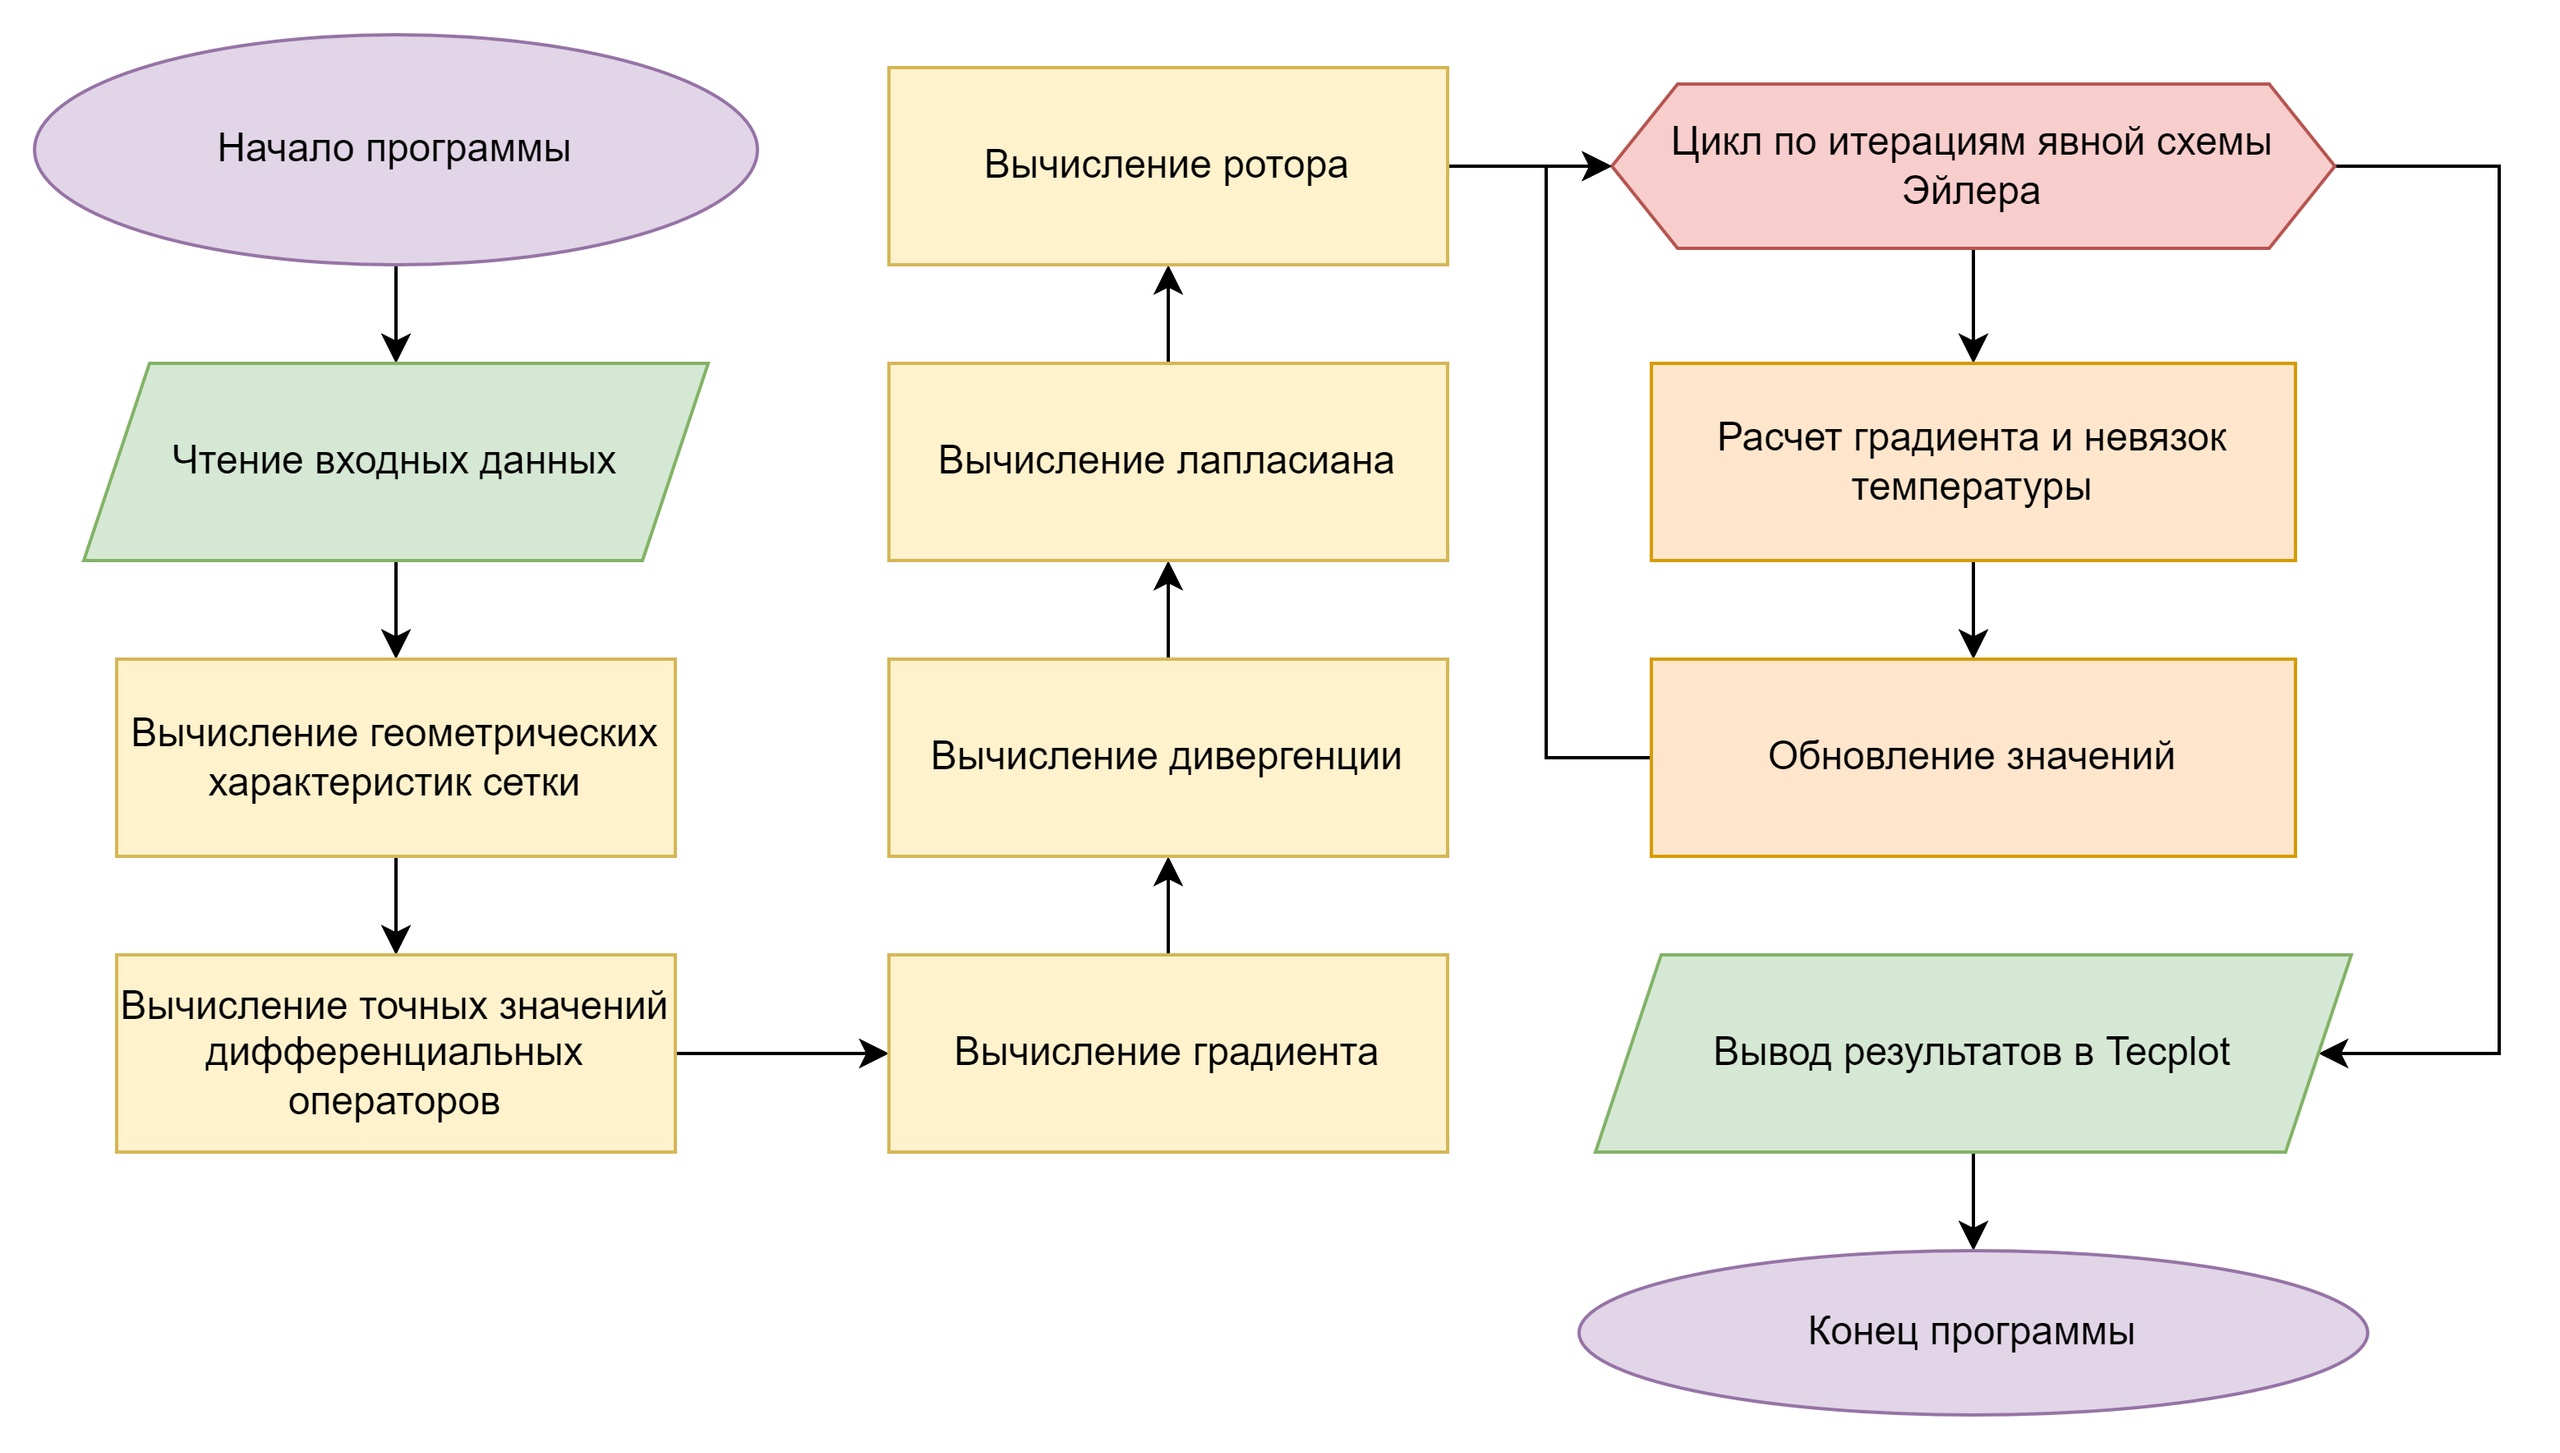 Начало программы
Чтение входных данных
Вычисление геометрических
характеристик сетки
Вычисление точных значений
дифференциальных
операторов
Вычисление градиента
Вычисление дивергенции
Вычисление лапласиана
Вычисление ротора
Цикл по итерациям явной схемы
Эйлера
Расчет градиента и невязок
температуры
Обновление значений
Вывод результатов в Tecplot
Конец программы